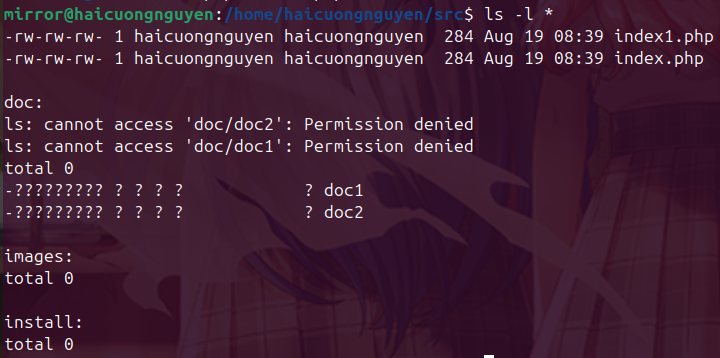 mirror@haicuongnguyen:/home/haicuongnguyen/src$ ls -l *
-rw-rw-rw- 1 haicuongnguyen haicuongnguyen  284 Aug 19 08:39 index1.php
-rw-rw-rw- 1 haicuongnguyen haicuongnguyen  284 Aug 19 08:39 index.php
doc:
ls: cannot access 'doc/doc2': Permission denied
ls: cannot access 'doc/doc1': Permission denied
total 0
-????????? ? ? ? ?            ? doc1
-????????? ? ? ? ?            ? doc2
images:
total 0
install:
total 0